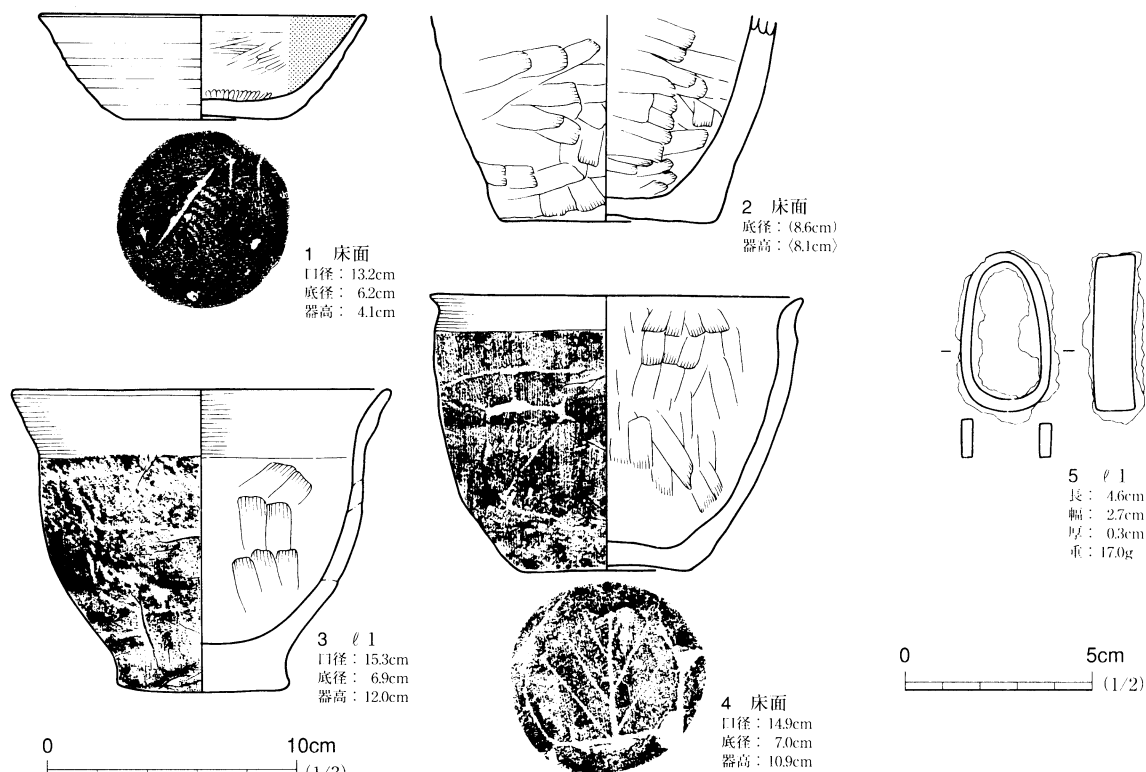 1 床面
口径：13.2cm
底径： 6.2cm
器高： 4.1cm
2 床面
底径：(8.6cm)
器高：〈8.1cm〉
3 ℓ 1
口径：15.3cm
底径： 6.9cm
器高：12.0cm
4 床面
口径：14.9cm
底径： 7.0cm
器高：10.9cm
5 ℓ 1
長： 4.6cm
幅： 2.7cm
厚： 0.3cm
重：17.0g
0 5cm
(1/2)
0 10cm